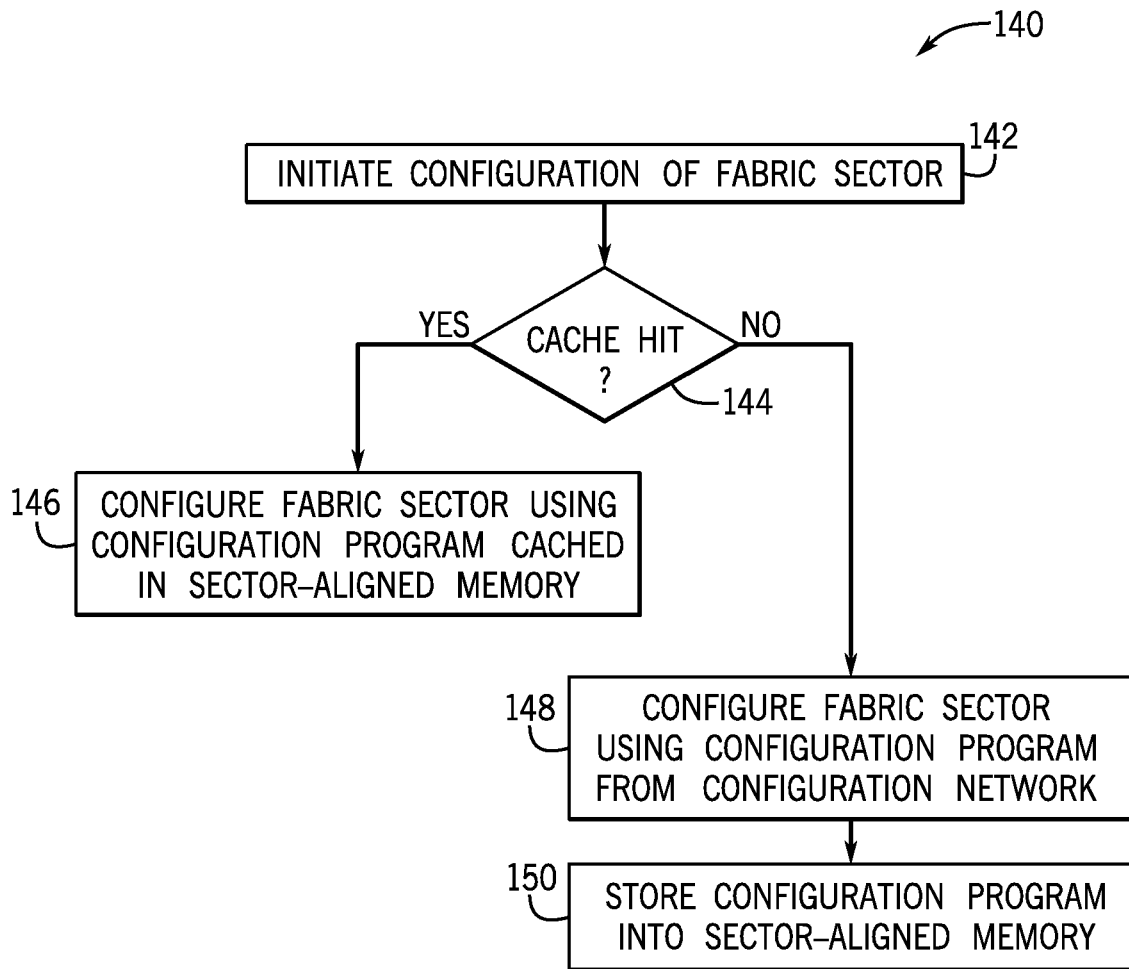 140
142
INITIATE CONFIGURATION OF FABRIC SECTOR
YES
NO
CACHE HIT
?
144
146
CONFIGURE FABRIC SECTOR USING
CONFIGURATION PROGRAM CACHED
IN SECTOR–ALIGNED MEMORY
148
CONFIGURE FABRIC SECTOR
USING CONFIGURATION PROGRAM
FROM CONFIGURATION NETWORK
150
STORE CONFIGURATION PROGRAM
INTO SECTOR–ALIGNED MEMORY